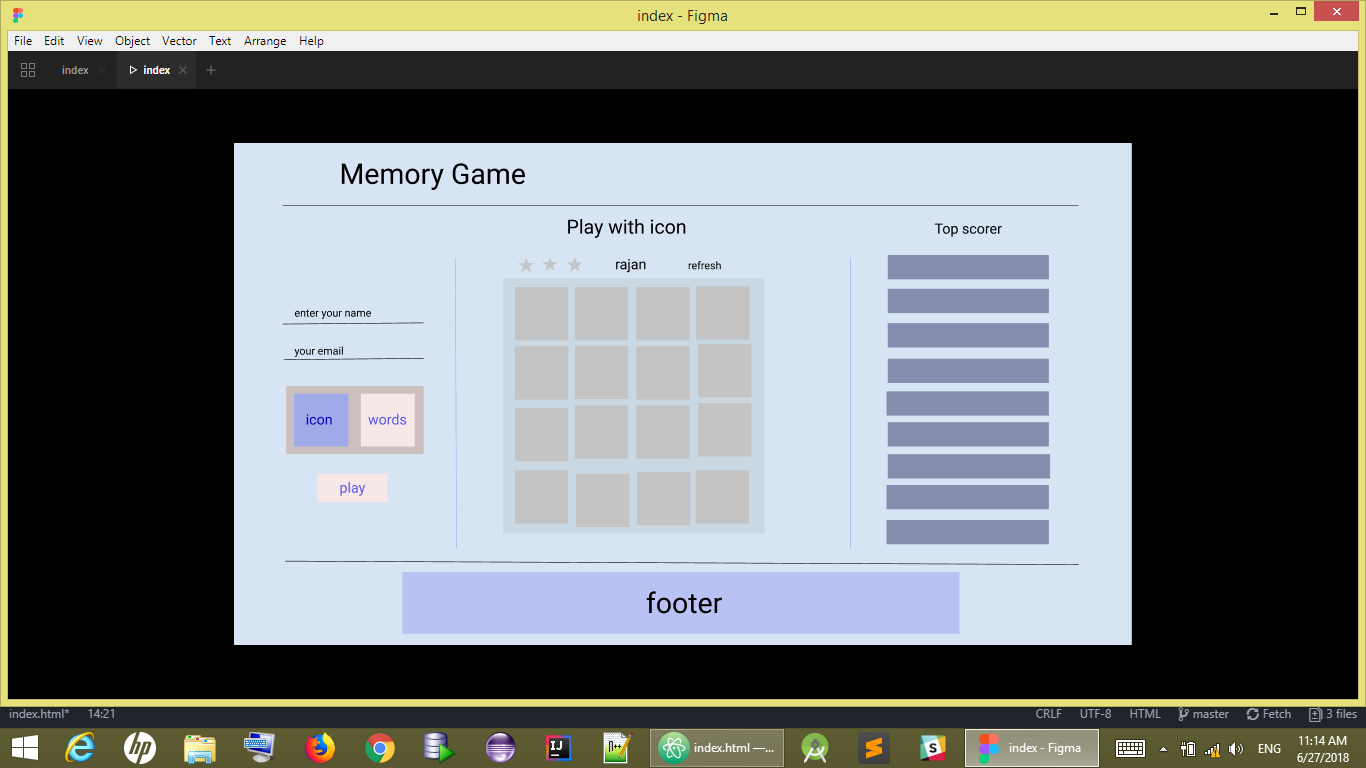 index - Figma
File Edit View Object Vector Text Arrange Help
index index
Memory Game
Play with icon
Top scorer
rajan
refresh
enter your name
your email
icon
words
play
footer
index.html* 14:21 CRLF UTF-8 HTML master Fetch 3 files
index.html —...
index - Figma
ENG
11:14 AM
6/27/2018